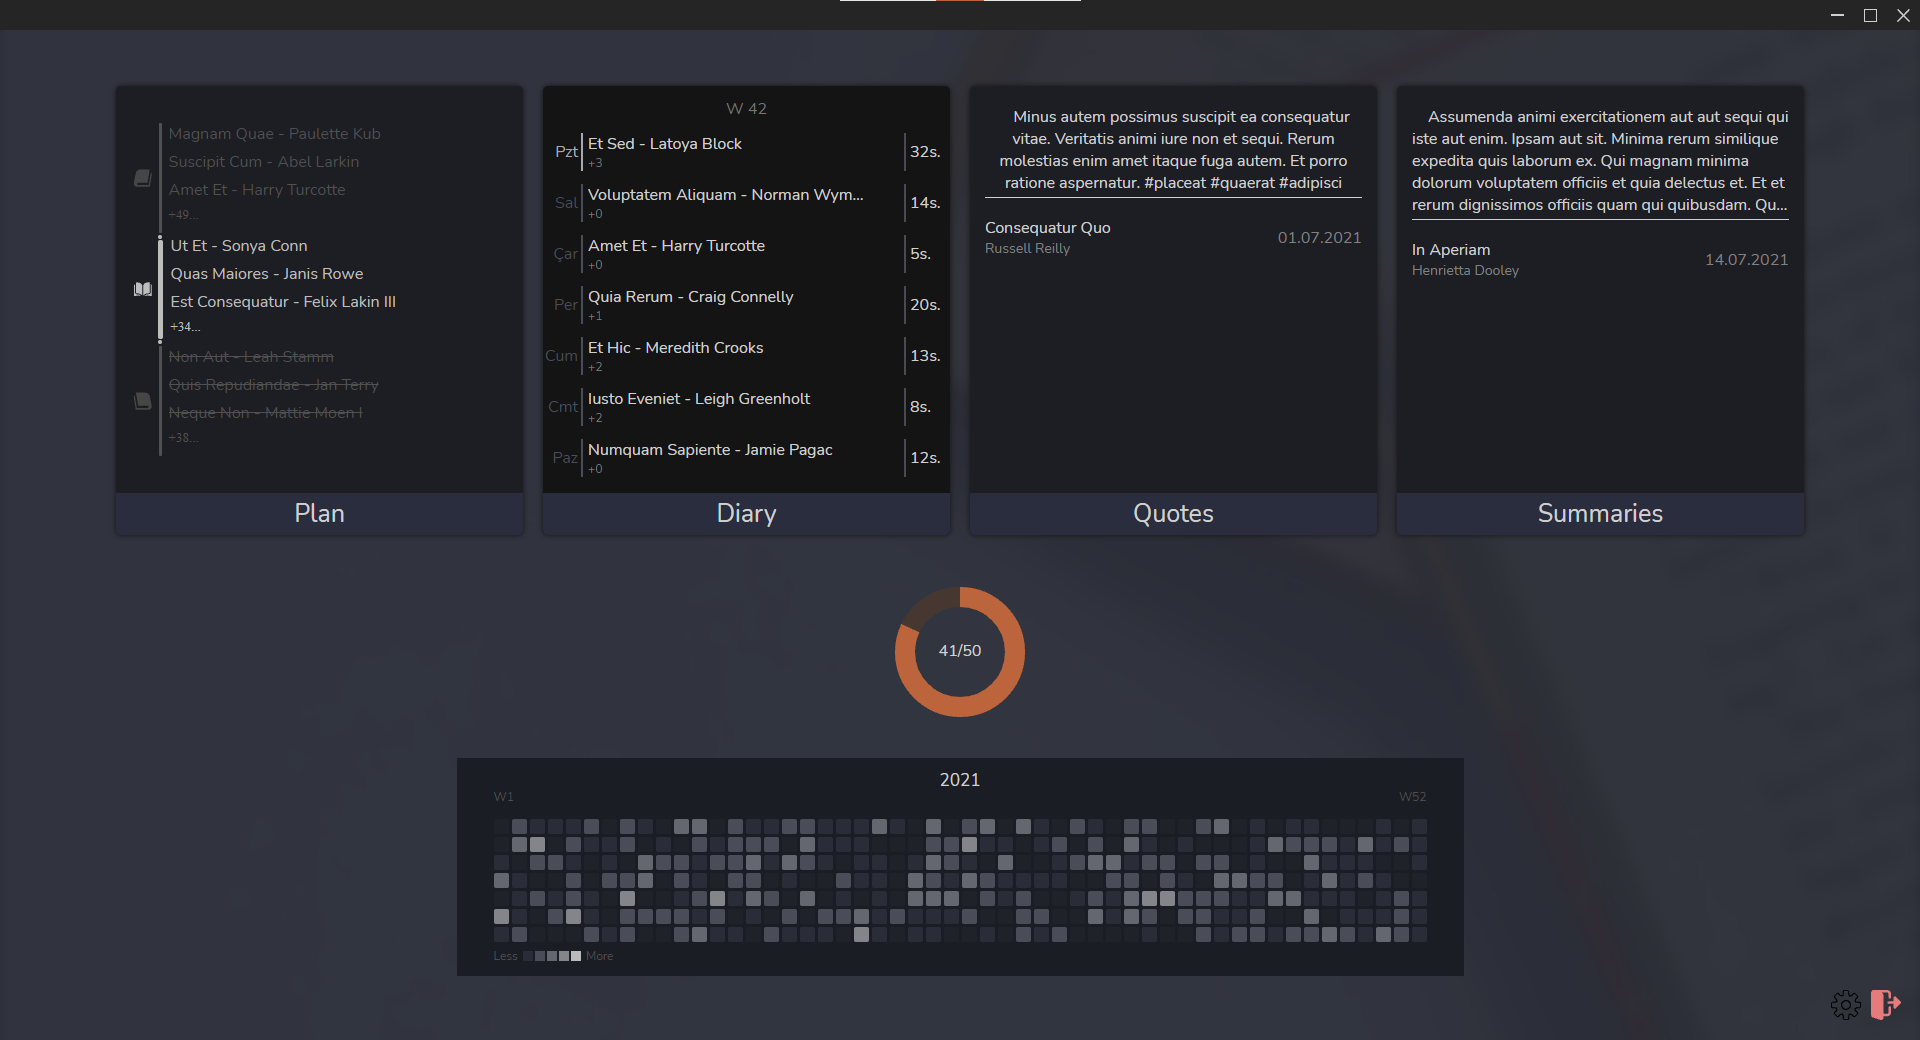 Magnam Quae - Paulette Kub
Suscipit Cum - Abel Larkin
Amet Et - Harry Turcotte
+49...
Ut Et - Sonya Conn
Quas Maiores - Janis Rowe
Est Consequatur - Felix Lakin III
+34...
Non Aut - Leah Stamm
Quis Repudiandae - Jan Terry
Neque Non - Mattie Moen I
+38...
Plan
W 42
Pzt Et Sed - Latoya Block 32s.
+3
Sal Voluptatem Aliquam - Norman Wym... 14s.
+0
Çar Amet Et - Harry Turcotte 5s.
+0
Per Quia Rerum - Craig Connelly 20s.
+1
Cum Et Hic - Meredith Crooks 13s.
+2
Cmt Iusto Eveniet - Leigh Greenholt 8s.
+2
Paz Numquam Sapiente - Jamie Pagac 12s.
+0
Diary
Minus autem possimus suscipit ea consequatur
vitae. Veritatis animi iure non et sequi. Rerum
molestias enim amet itaque fuga autem. Et porro
ratione aspernatur. #placeat #quaerat #adipisci
Consequatur Quo
Russell Reilly
01.07.2021
Quotes
Assumenda animi exercitationem aut aut sequi qui
iste aut enim. Ipsam aut sit. Minima rerum similique
expedita quis laborum ex. Qui magnam minima
dolorum voluptatem officiis et quia delectus et. Et et
rerum dignissimos officiis quam qui quibusdam. Qu...
In Aperiam
Henrietta Dooley
14.07.2021
Summaries
41/50
2021
W1 W52
Less More